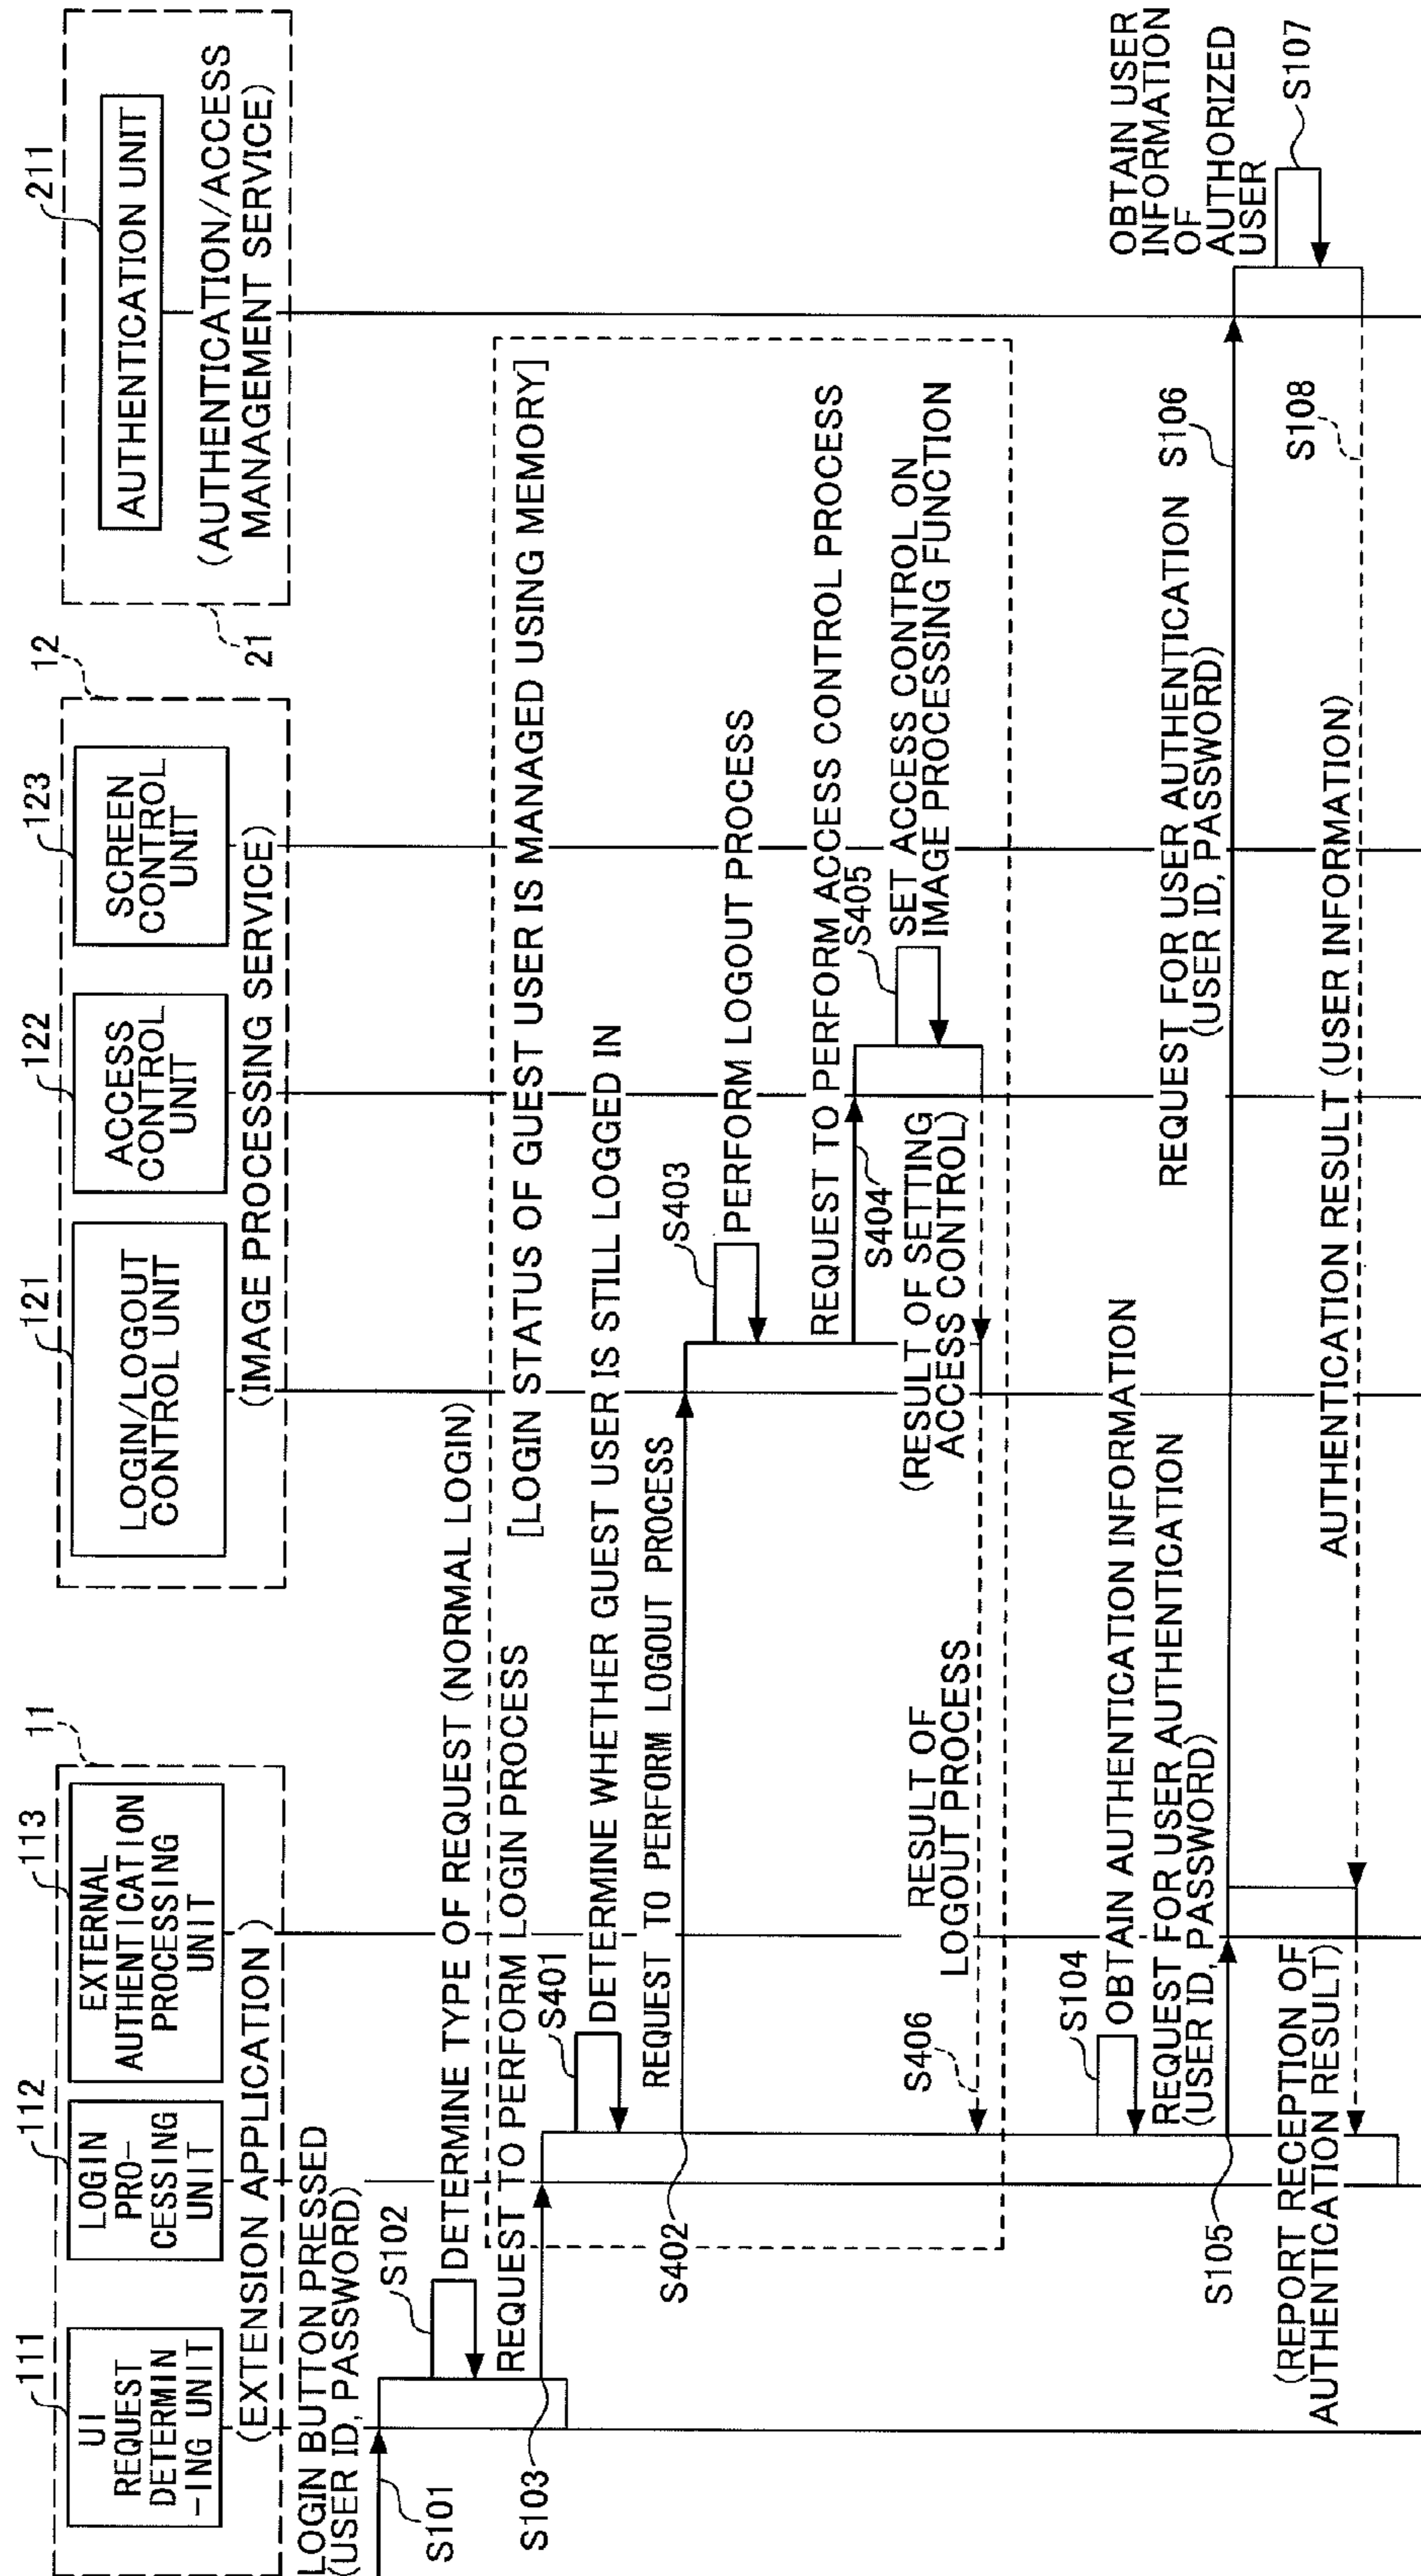 111
UI
REQUEST
DETERMIN
-ING UNIT
112
LOGIN
PRO-
CESSING
UNIT
113
EXTERNAL
AUTHENTICATION
PROCESSING
UNIT
11
(EXTENSION APPLICATION)
121
LOGIN/LOGOUT
CONTROL UNIT
122
ACCESS
CONTROL
UNIT
123
SCREEN
CONTROL
UNIT
12
(IMAGE PROCESSING SERVICE)
211
AUTHENTICATION UNIT
(AUTHENTICATION/ACCESS
MANAGEMENT SERVICE)
21
LOGIN BUTTON PRESSED
(USER ID, PASSWORD)
S101
S102
DETERMINE TYPE OF REQUEST (NORMAL LOGIN)
REQUEST TO PERFORM LOGIN PROCESS
S103
[LOGIN STATUS OF GUEST USER IS MANAGED USING MEMORY]
S401
DETERMINE WHETHER GUEST USER IS STILL LOGGED IN
REQUEST TO PERFORM LOGOUT PROCESS
S402
S403
PERFORM LOGOUT PROCESS
REQUEST TO PERFORM ACCESS CONTROL PROCESS
S404
S405
SET ACCESS CONTROL ON
IMAGE PROCESSING FUNCTION
(RESULT OF SETTING
ACCESS CONTROL)
RESULT OF
LOGOUT PROCESS
S406
S104
OBTAIN AUTHENTICATION INFORMATION
REQUEST FOR USER AUTHENTICATION
(USER ID, PASSWORD)
S105
REQUEST FOR USER AUTHENTICATION
(USER ID, PASSWORD)
S106
OBTAIN USER
INFORMATION
OF
AUTHORIZED
USER
S107
S108
AUTHENTICATION RESULT (USER INFORMATION)
(REPORT RECEPTION OF
AUTHENTICATION RESULT)